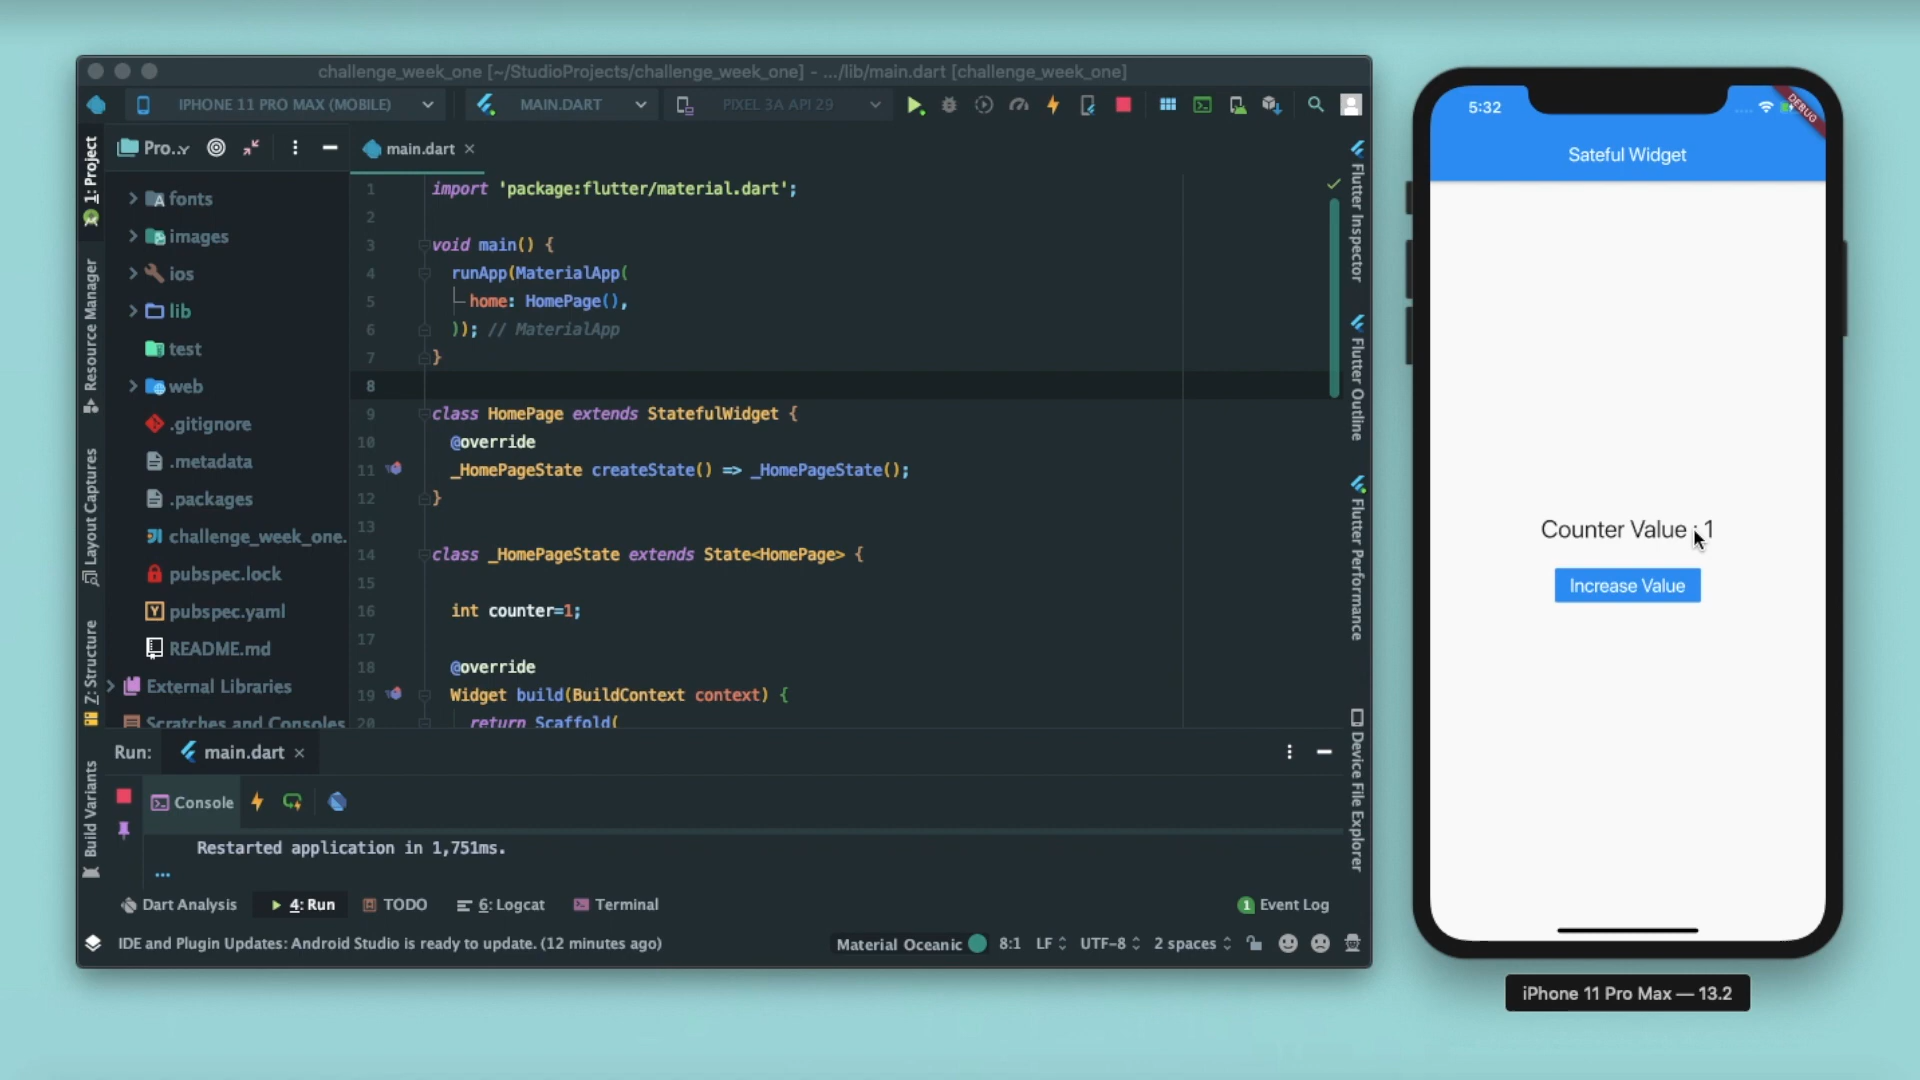 challenge_week_one [~/StudioProjects/challenge_week_one] - .../lib/main.dart [challenge_week_one]
IPHONE 11 PRO MAX (MOBILE)
MAIN.DART
PIXEL 3A API 29
1: Project
Resource Manager
Layout Captures
Z: Structure
Build Variants
Pro...
fonts
images
ios
lib
test
web
.gitignore
.metadata
.packages
challenge_week_one.
pubspec.lock
pubspec.yaml
README.md
External Libraries
Scratches and Consoles
main.dart
1 import 'package:flutter/material.dart';
2
3 void main() {
4 runApp(MaterialApp(
5 home: HomePage(),
6 )); // MaterialApp
7 }
8
9 class HomePage extends StatefulWidget {
10 @override
11 _HomePageState createState() => _HomePageState();
12 }
13
14 class _HomePageState extends State<HomePage> {
15
16 int counter=1;
17
18 @override
19 Widget build(BuildContext context) {
20 return Scaffold(
Flutter Inspector
Flutter Outline
Flutter Performance
Device File Explorer
Run: main.dart
Console
Restarted application in 1,751ms.
...
Dart Analysis
4: Run
TODO
6: Logcat
Terminal
1 Event Log
IDE and Plugin Updates: Android Studio is ready to update. (12 minutes ago)
Material Oceanic
8:1
LF
UTF-8
2 spaces
5:32
DEBUG
Sateful Widget
Counter Value : 1
Increase Value
iPhone 11 Pro Max — 13.2